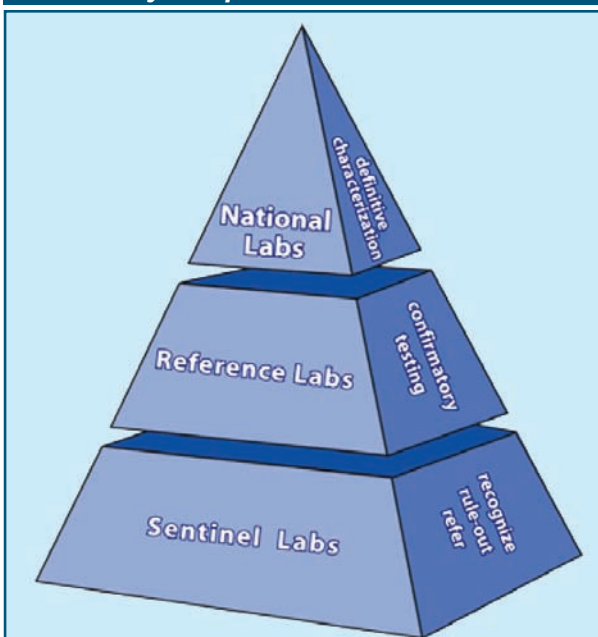 National
Labs
definitive
characterization
Reference Labs
confirmatory
testing
Sentinel Labs
recognize
rule-out
refer